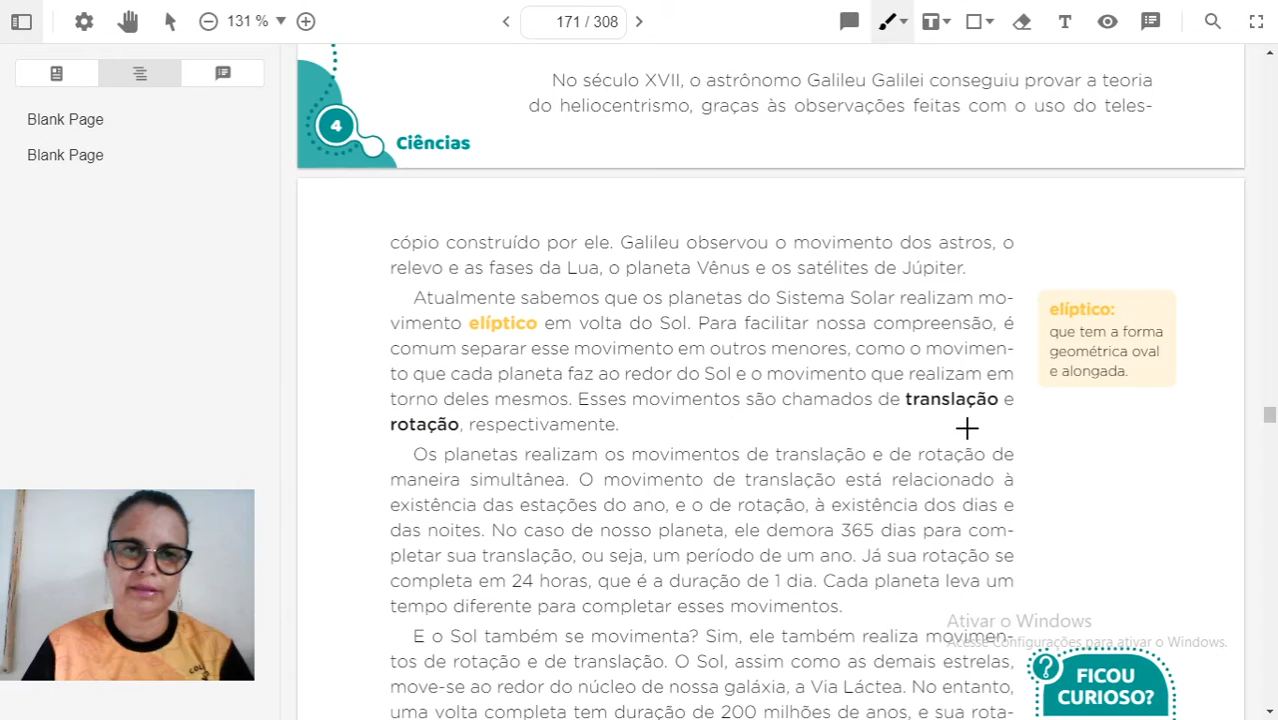 131 %
171 / 308
Blank Page
Blank Page
No século XVII, o astrônomo Galileu Galilei conseguiu provar a teoria
do heliocentrismo, graças às observações feitas com o uso do teles-
4
Ciências
cópio construído por ele. Galileu observou o movimento dos astros, o
relevo e as fases da Lua, o planeta Vênus e os satélites de Júpiter.
Atualmente sabemos que os planetas do Sistema Solar realizam mo-
vimento elíptico em volta do Sol. Para facilitar nossa compreensão, é
comum separar esse movimento em outros menores, como o movimen-
to que cada planeta faz ao redor do Sol e o movimento que realizam em
torno deles mesmos. Esses movimentos são chamados de translação e
rotação, respectivamente.
elíptico:
que tem a forma
geométrica oval
e alongada.
Os planetas realizam os movimentos de translação e de rotação de
maneira simultânea. O movimento de translação está relacionado à
existência das estações do ano, e o de rotação, à existência dos dias e
das noites. No caso de nosso planeta, ele demora 365 dias para com-
pletar sua translação, ou seja, um período de um ano. Já sua rotação se
completa em 24 horas, que é a duração de 1 dia. Cada planeta leva um
tempo diferente para completar esses movimentos.
E o Sol também se movimenta? Sim, ele também realiza movimen-
tos de rotação e de translação. O Sol, assim como as demais estrelas,
move-se ao redor do núcleo de nossa galáxia, a Via Láctea. No entanto,
uma volta completa tem duração de 200 milhões de anos, e sua rota-
Ativar o Windows
Acesse Configurações para ativar o Windows.
?
FICOU
CURIOSO?